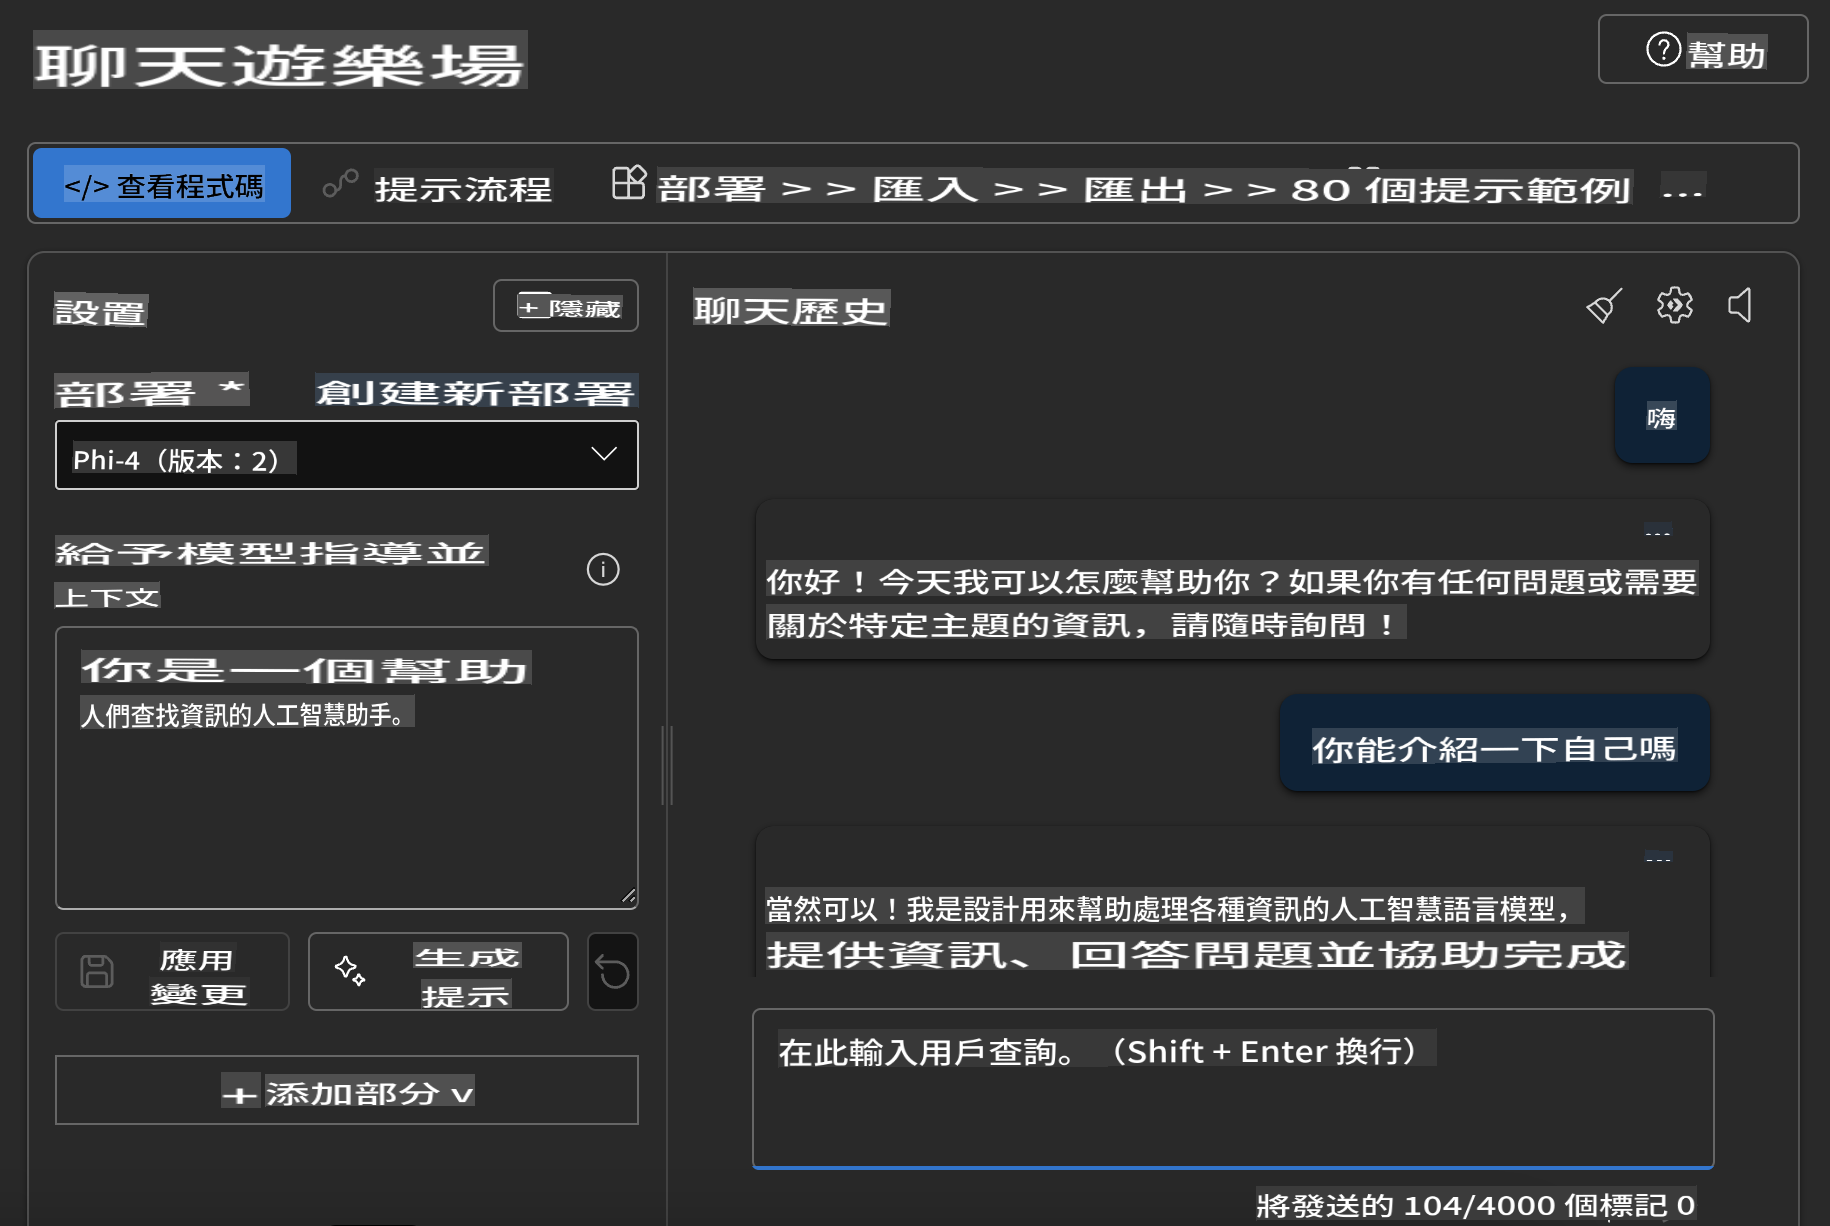 聊天遊樂場
幫助
</> 查看程式碼
提示流程
部署 >> 匯入 >> 匯出 >> 80 個提示範例 ...
設置
+ 隱藏
部署 *
創建新部署
Phi-4（版本：2）
給予模型指導並
上下文
你是一個幫助
人們查找資訊的人工智慧助手。
應用
變更
生成
提示
+ 添加部分 v
聊天歷史
嗨
...
你好！今天我可以怎麼幫助你？如果你有任何問題或需要
關於特定主題的資訊，請隨時詢問！
你能介紹一下自己嗎
...
當然可以！我是設計用來幫助處理各種資訊的人工智慧語言模型，
提供資訊、回答問題並協助完成
在此輸入用戶查詢。（Shift + Enter 換行）
將發送的 104/4000 個標記 0